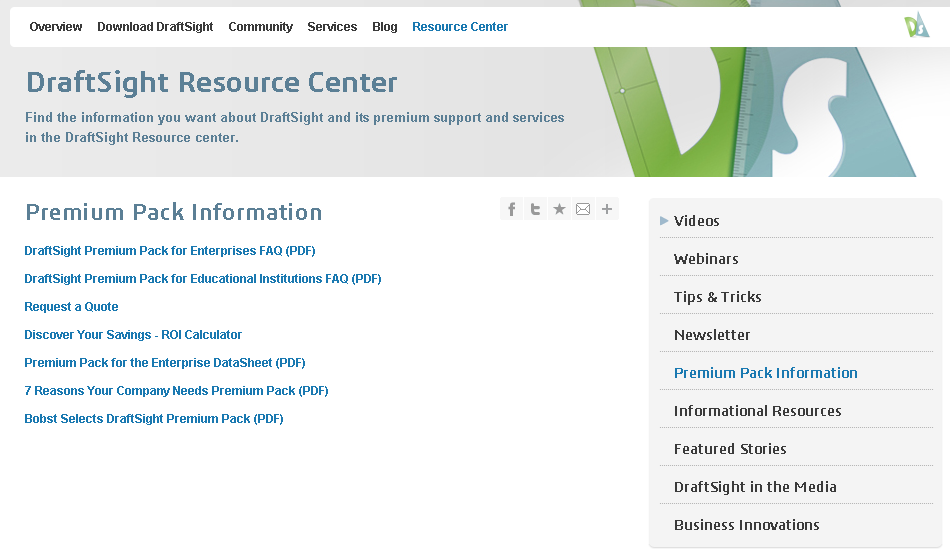 Overview Download DraftSight Community Services Blog Resource Center
DS
DraftSight Resource Center
Find the information you want about DraftSight and its premium support and services
in the DraftSight Resource center.
Premium Pack Information
DraftSight Premium Pack for Enterprises FAQ (PDF)
DraftSight Premium Pack for Educational Institutions FAQ (PDF)
Request a Quote
Discover Your Savings - ROI Calculator
Premium Pack for the Enterprise DataSheet (PDF)
7 Reasons Your Company Needs Premium Pack (PDF)
Bobst Selects DraftSight Premium Pack (PDF)
Videos
Webinars
Tips & Tricks
Newsletter
Premium Pack Information
Informational Resources
Featured Stories
DraftSight in the Media
Business Innovations